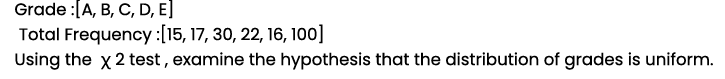 Grade :[A, B, C, D, E]
Total Frequency :[15, 17, 30, 22, 16, 100]
Using the χ 2 test , examine the hypothesis that the distribution of grades is uniform.